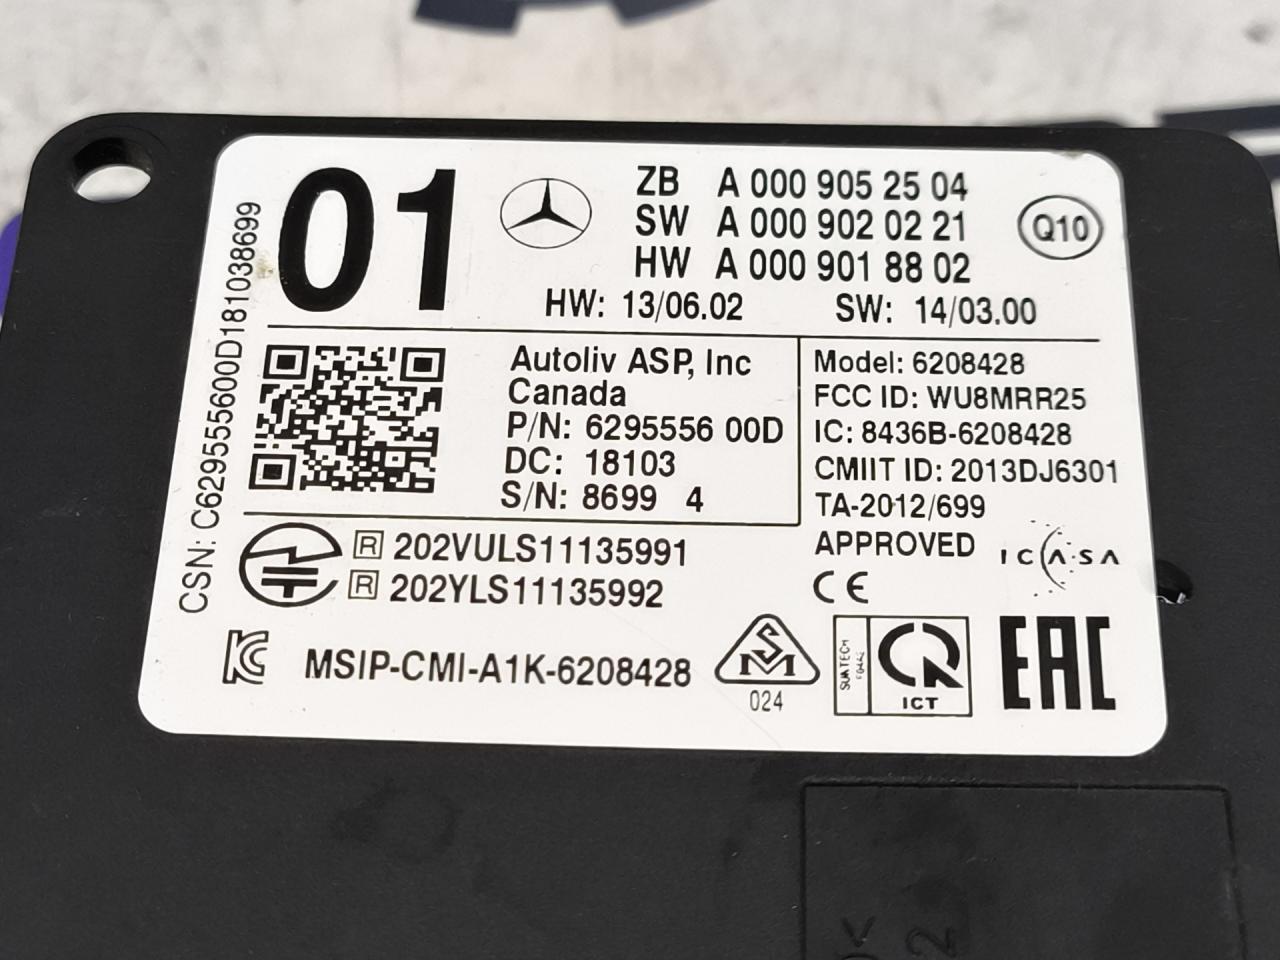 01
ZB A 000 905 25 04
SW A 000 902 02 21
HW A 000 901 88 02
Q10
HW: 13/06.02 SW: 14/03.00
CSN: C629555600D181038699
Autoliv ASP, Inc
Canada
P/N: 6295556 00D
DC: 18103
S/N: 8699 4
Model: 6208428
FCC ID: WU8MRR25
IC: 8436B-6208428
CMIIT ID: 2013DJ6301
TA-2012/699
APPROVED ICASA
CE
R 202VULS11135991
R 202YLS11135992
MSIP-CMI-A1K-6208428
SM
024
ICT
EAC
2